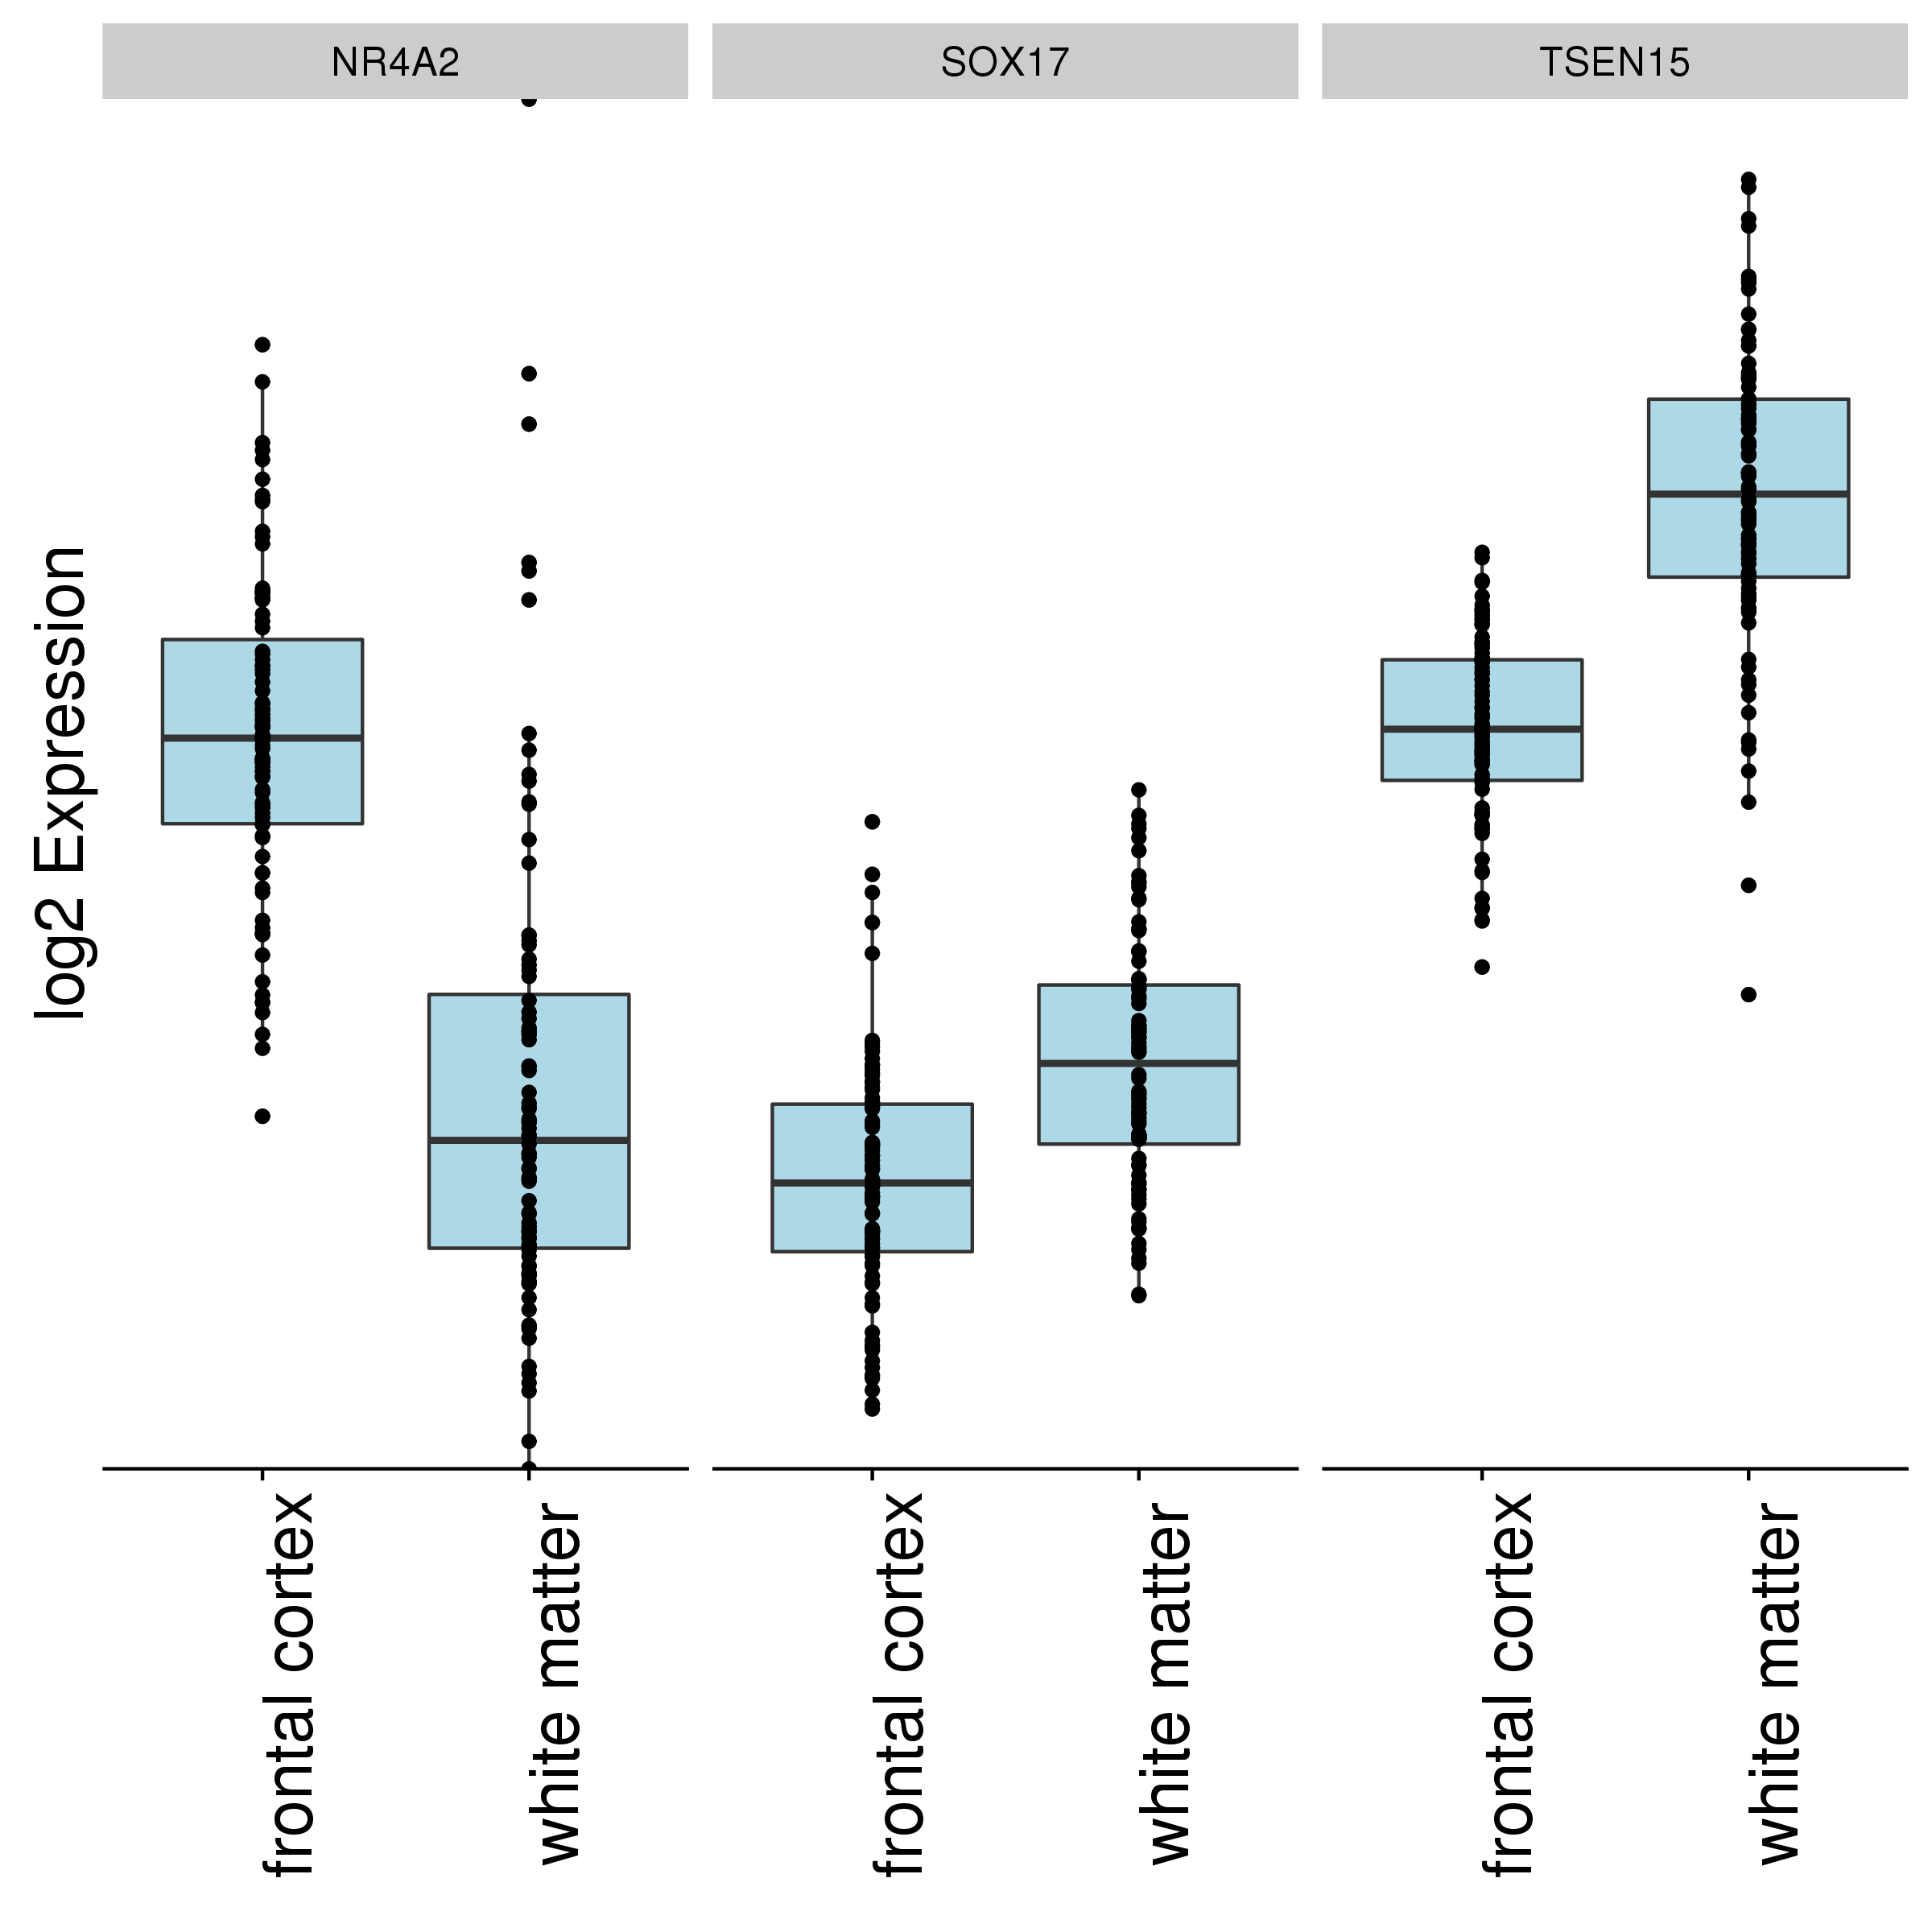 NR4A2
SOX17
TSEN15
log2 Expression
frontal cortex
white matter
frontal cortex
white matter
frontal cortex
white matter